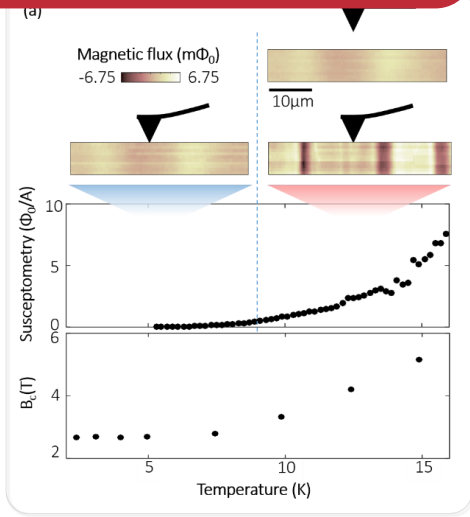 (a)
Magnetic flux (mΦ₀)
-6.75 6.75
10μm
10
5
0
Susceptometry (Φ₀/A)
6
4
2
B꜀(T)
5 10 15
Temperature (K)